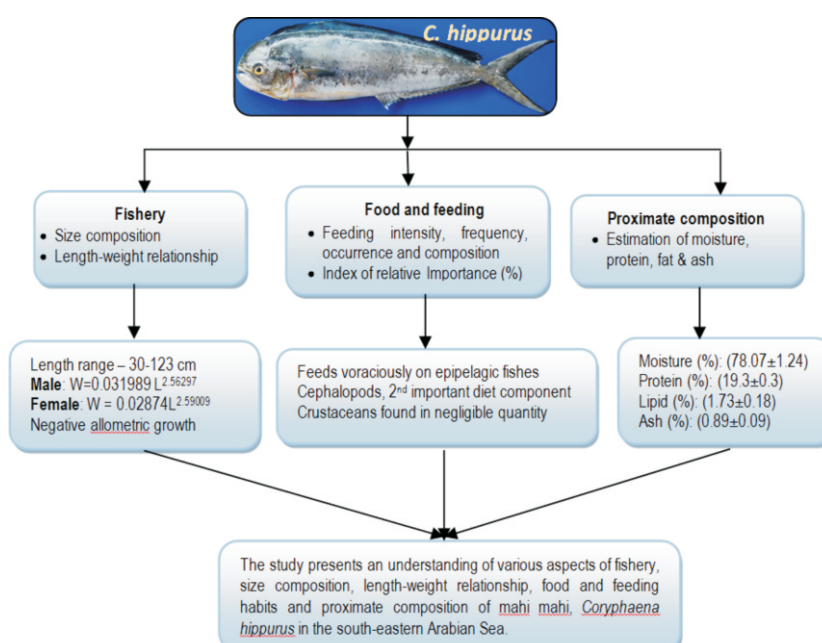 C. hippurus
Fishery
• Size composition
• Length-weight relationship
Food and feeding
• Feeding intensity, frequency,
occurrence and composition
• Index of relative Importance (%)
Proximate composition
• Estimation of moisture,
protein, fat & ash
Length range – 30-123 cm
Male: W=0.031989 L^2.56297
Female: W = 0.02874L^2.59009
Negative allometric growth
Feeds voraciously on epipelagic fishes
Cephalopods, 2nd important diet component
Crustaceans found in negligible quantity
Moisture (%): (78.07±1.24)
Protein (%): (19.3±0.3)
Lipid (%): (1.73±0.18)
Ash (%): (0.89±0.09)
The study presents an understanding of various aspects of fishery,
size composition, length-weight relationship, food and feeding
habits and proximate composition of mahi mahi, Coryphaena
hippurus in the south-eastern Arabian Sea.